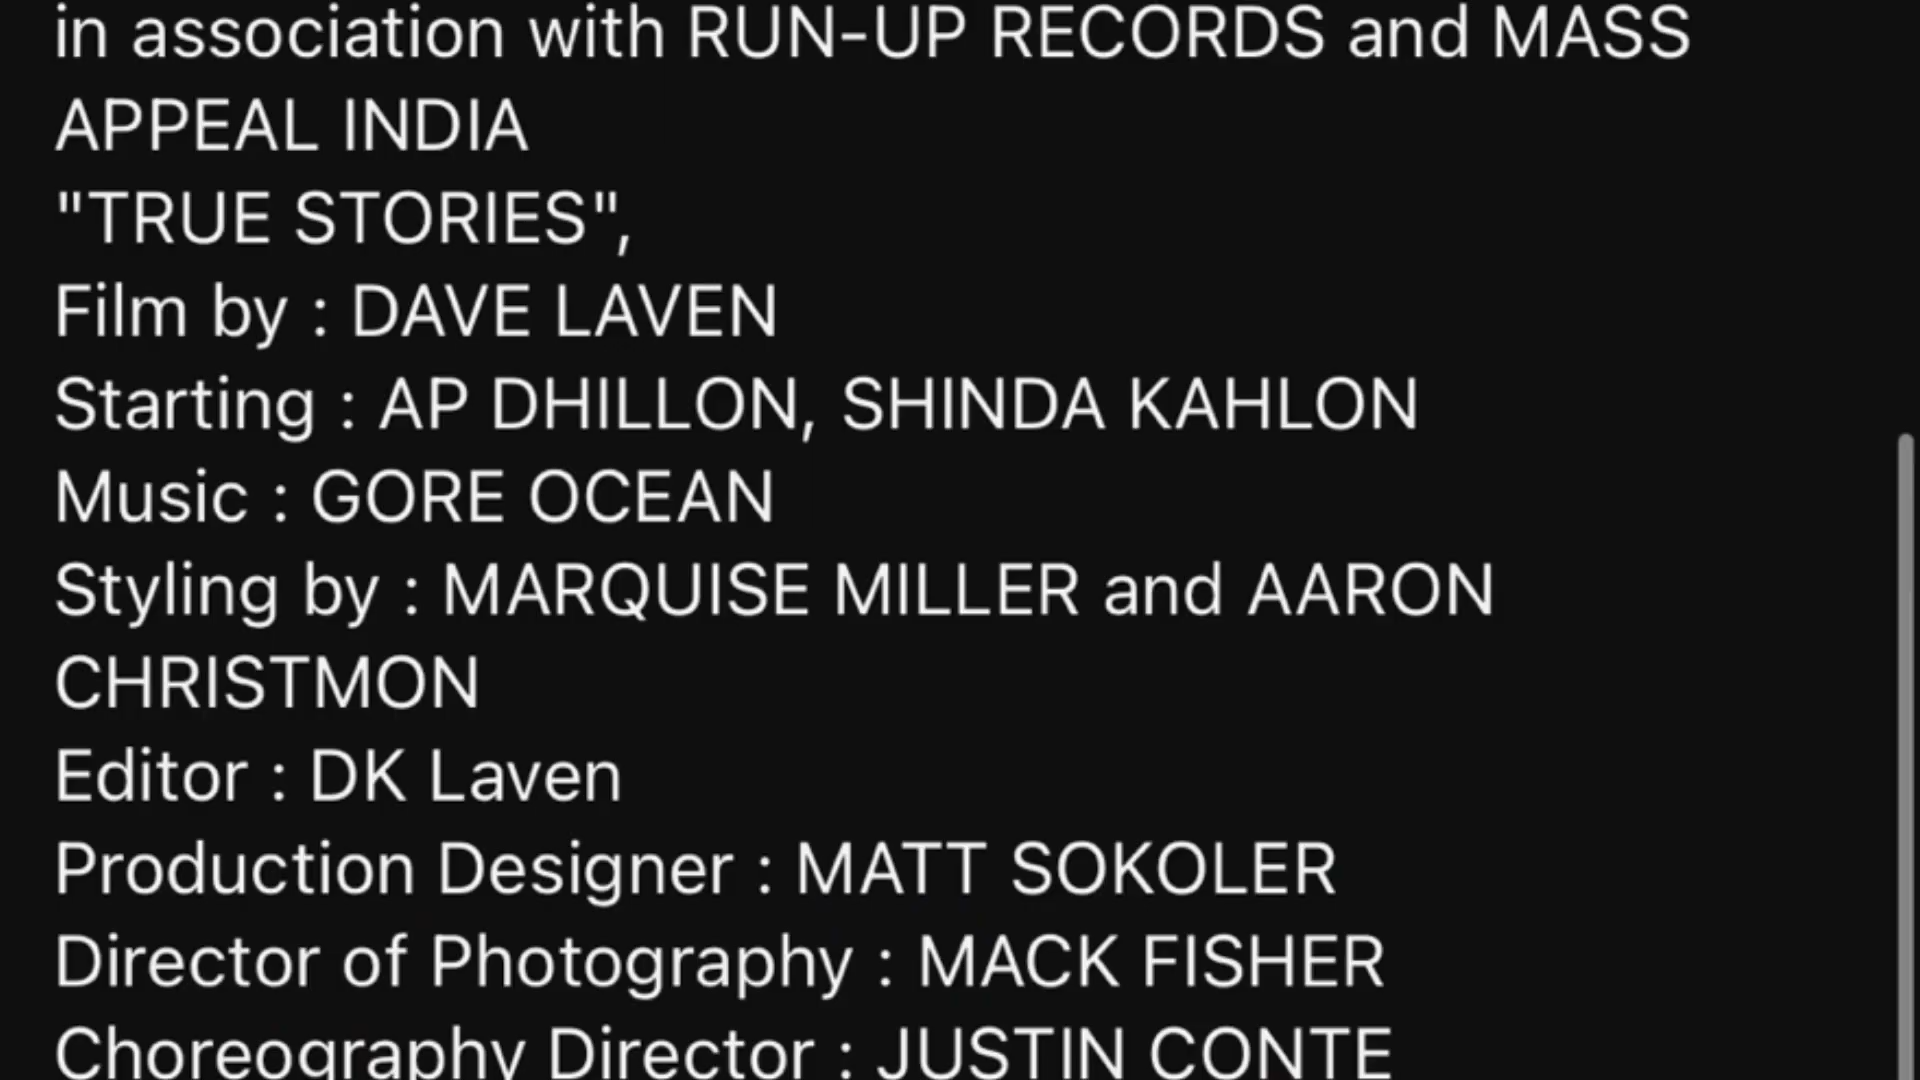 in association with RUN-UP RECORDS and MASS
APPEAL INDIA
"TRUE STORIES",
Film by : DAVE LAVEN
Starting : AP DHILLON, SHINDA KAHLON
Music : GORE OCEAN
Styling by : MARQUISE MILLER and AARON
CHRISTMON
Editor : DK Laven
Production Designer : MATT SOKOLER
Director of Photography : MACK FISHER
Choreography Director : JUSTIN CONTE